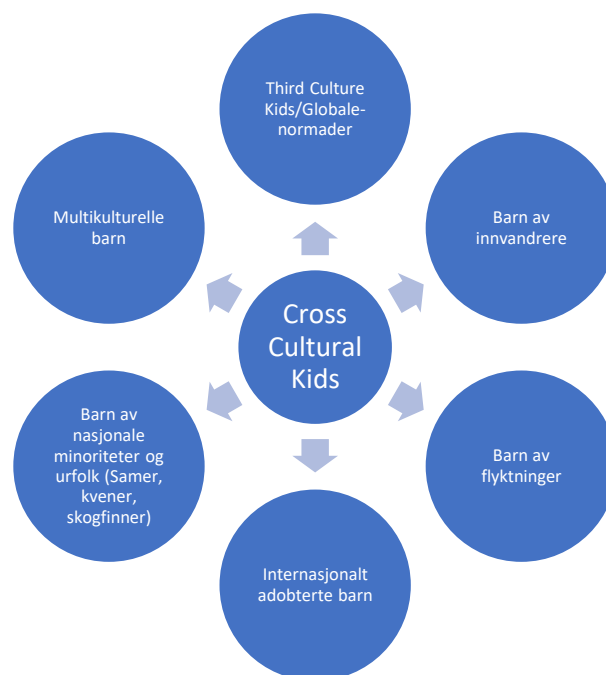 Third Culture
Kids/Globale-
normader
Multikulturelle
barn
Barn av
innvandrere
Cross
Cultural
Kids
Barn av
nasjonale
minoriteter og
urfolk (Samer,
kvener,
skogfinner)
Barn av
flyktninger
Internasjonalt
adobterte barn